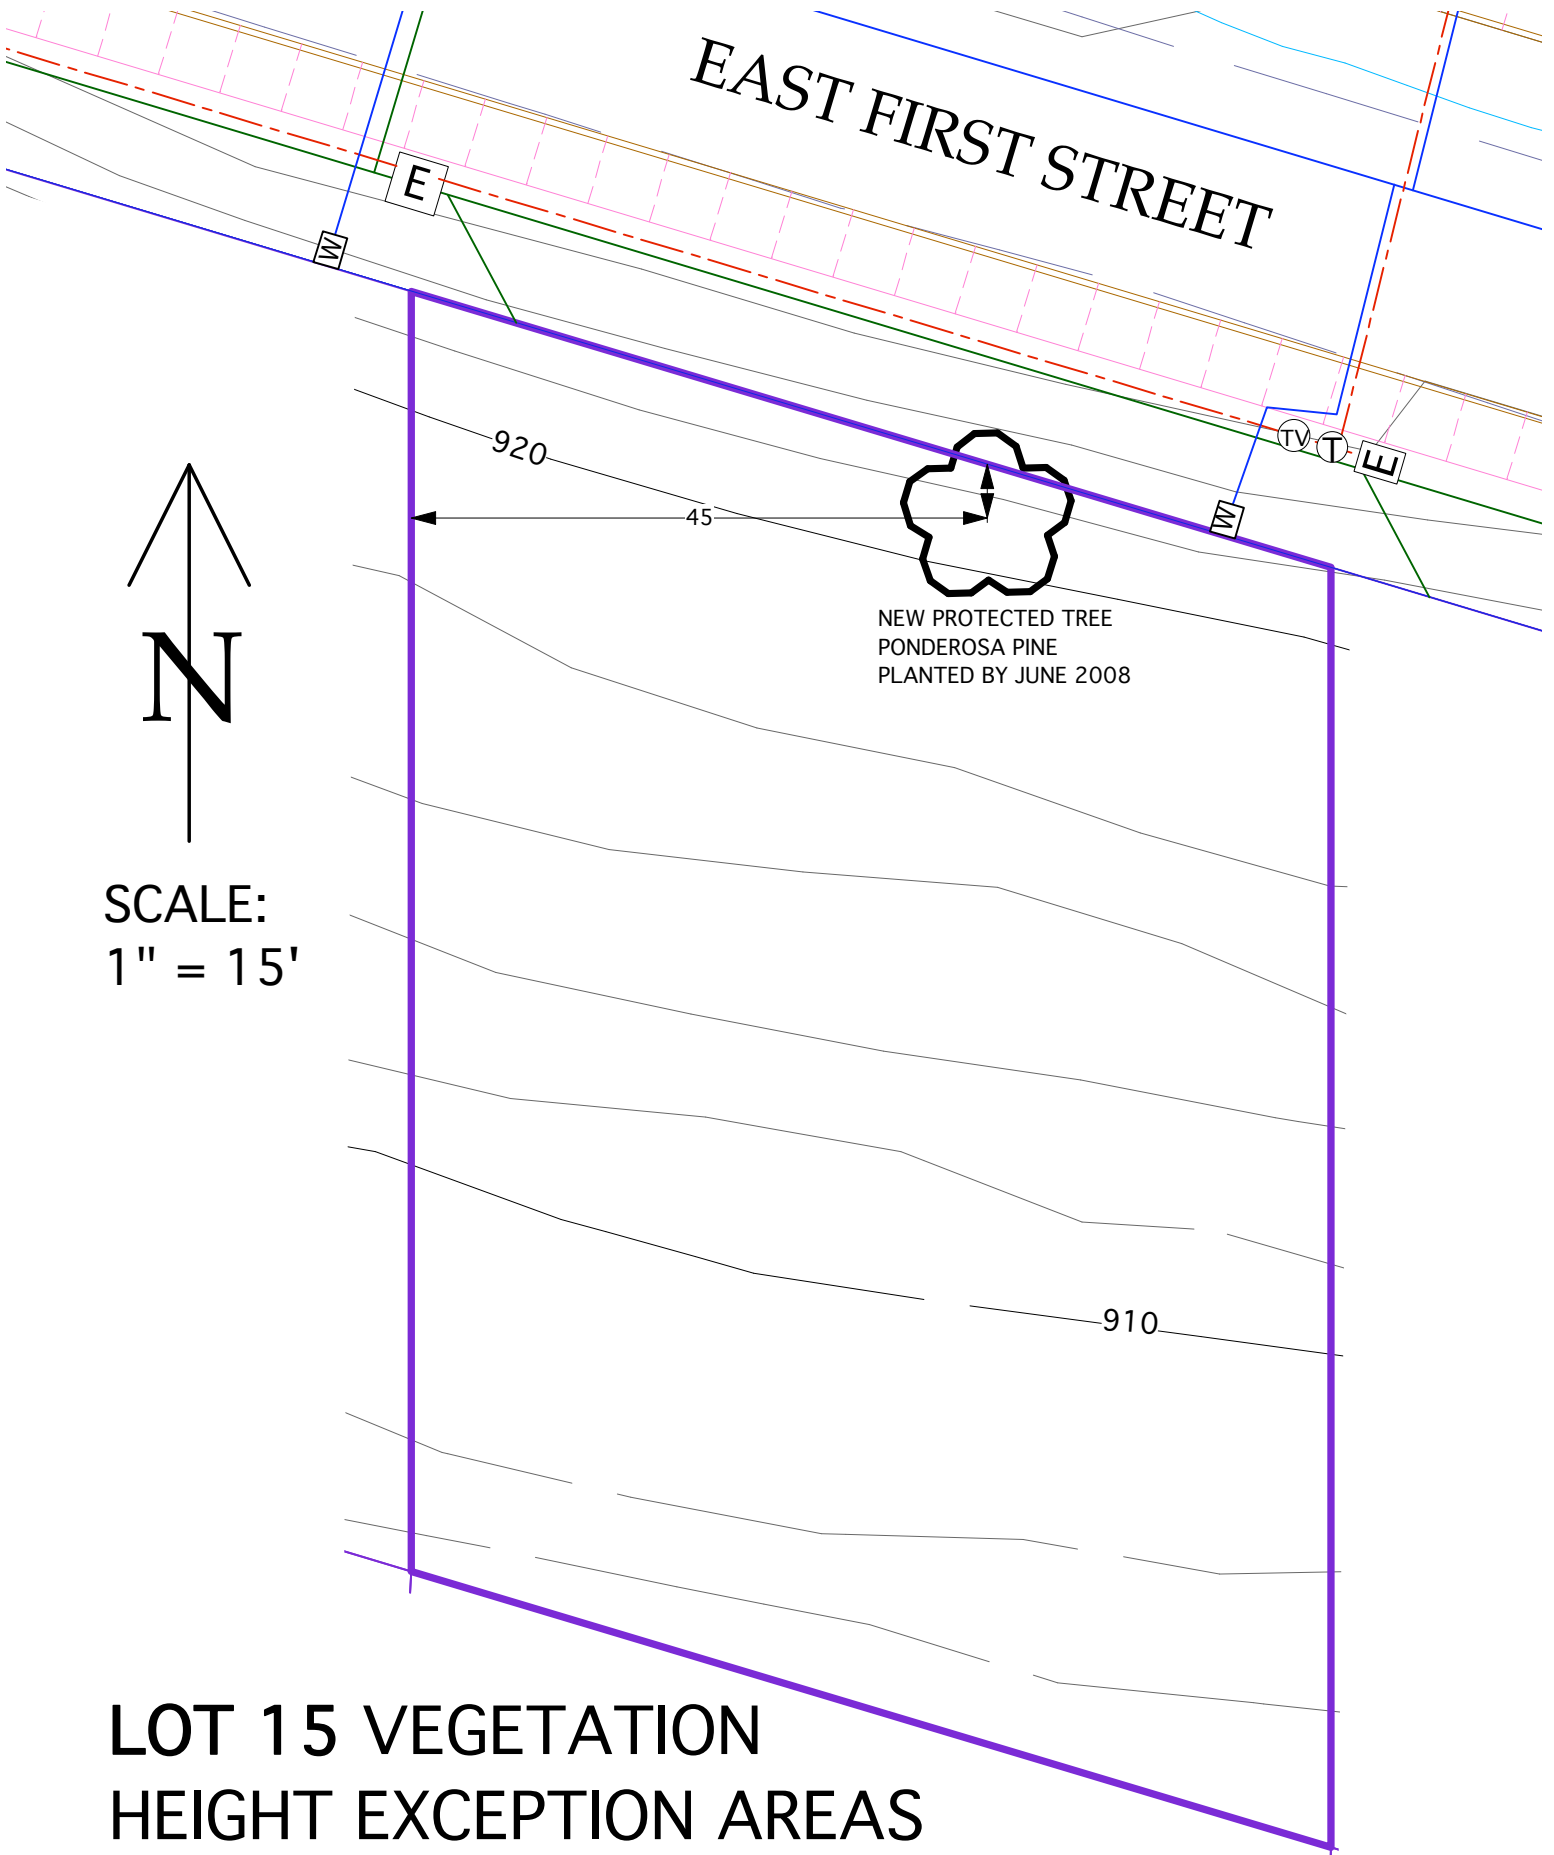 EAST FIRST STREET
E
W
920
TV
T
E
W
45
NEW PROTECTED TREE
PONDEROSA PINE
PLANTED BY JUNE 2008
N
SCALE:
1" = 15'
910
LOT 15 VEGETATION
HEIGHT EXCEPTION AREAS